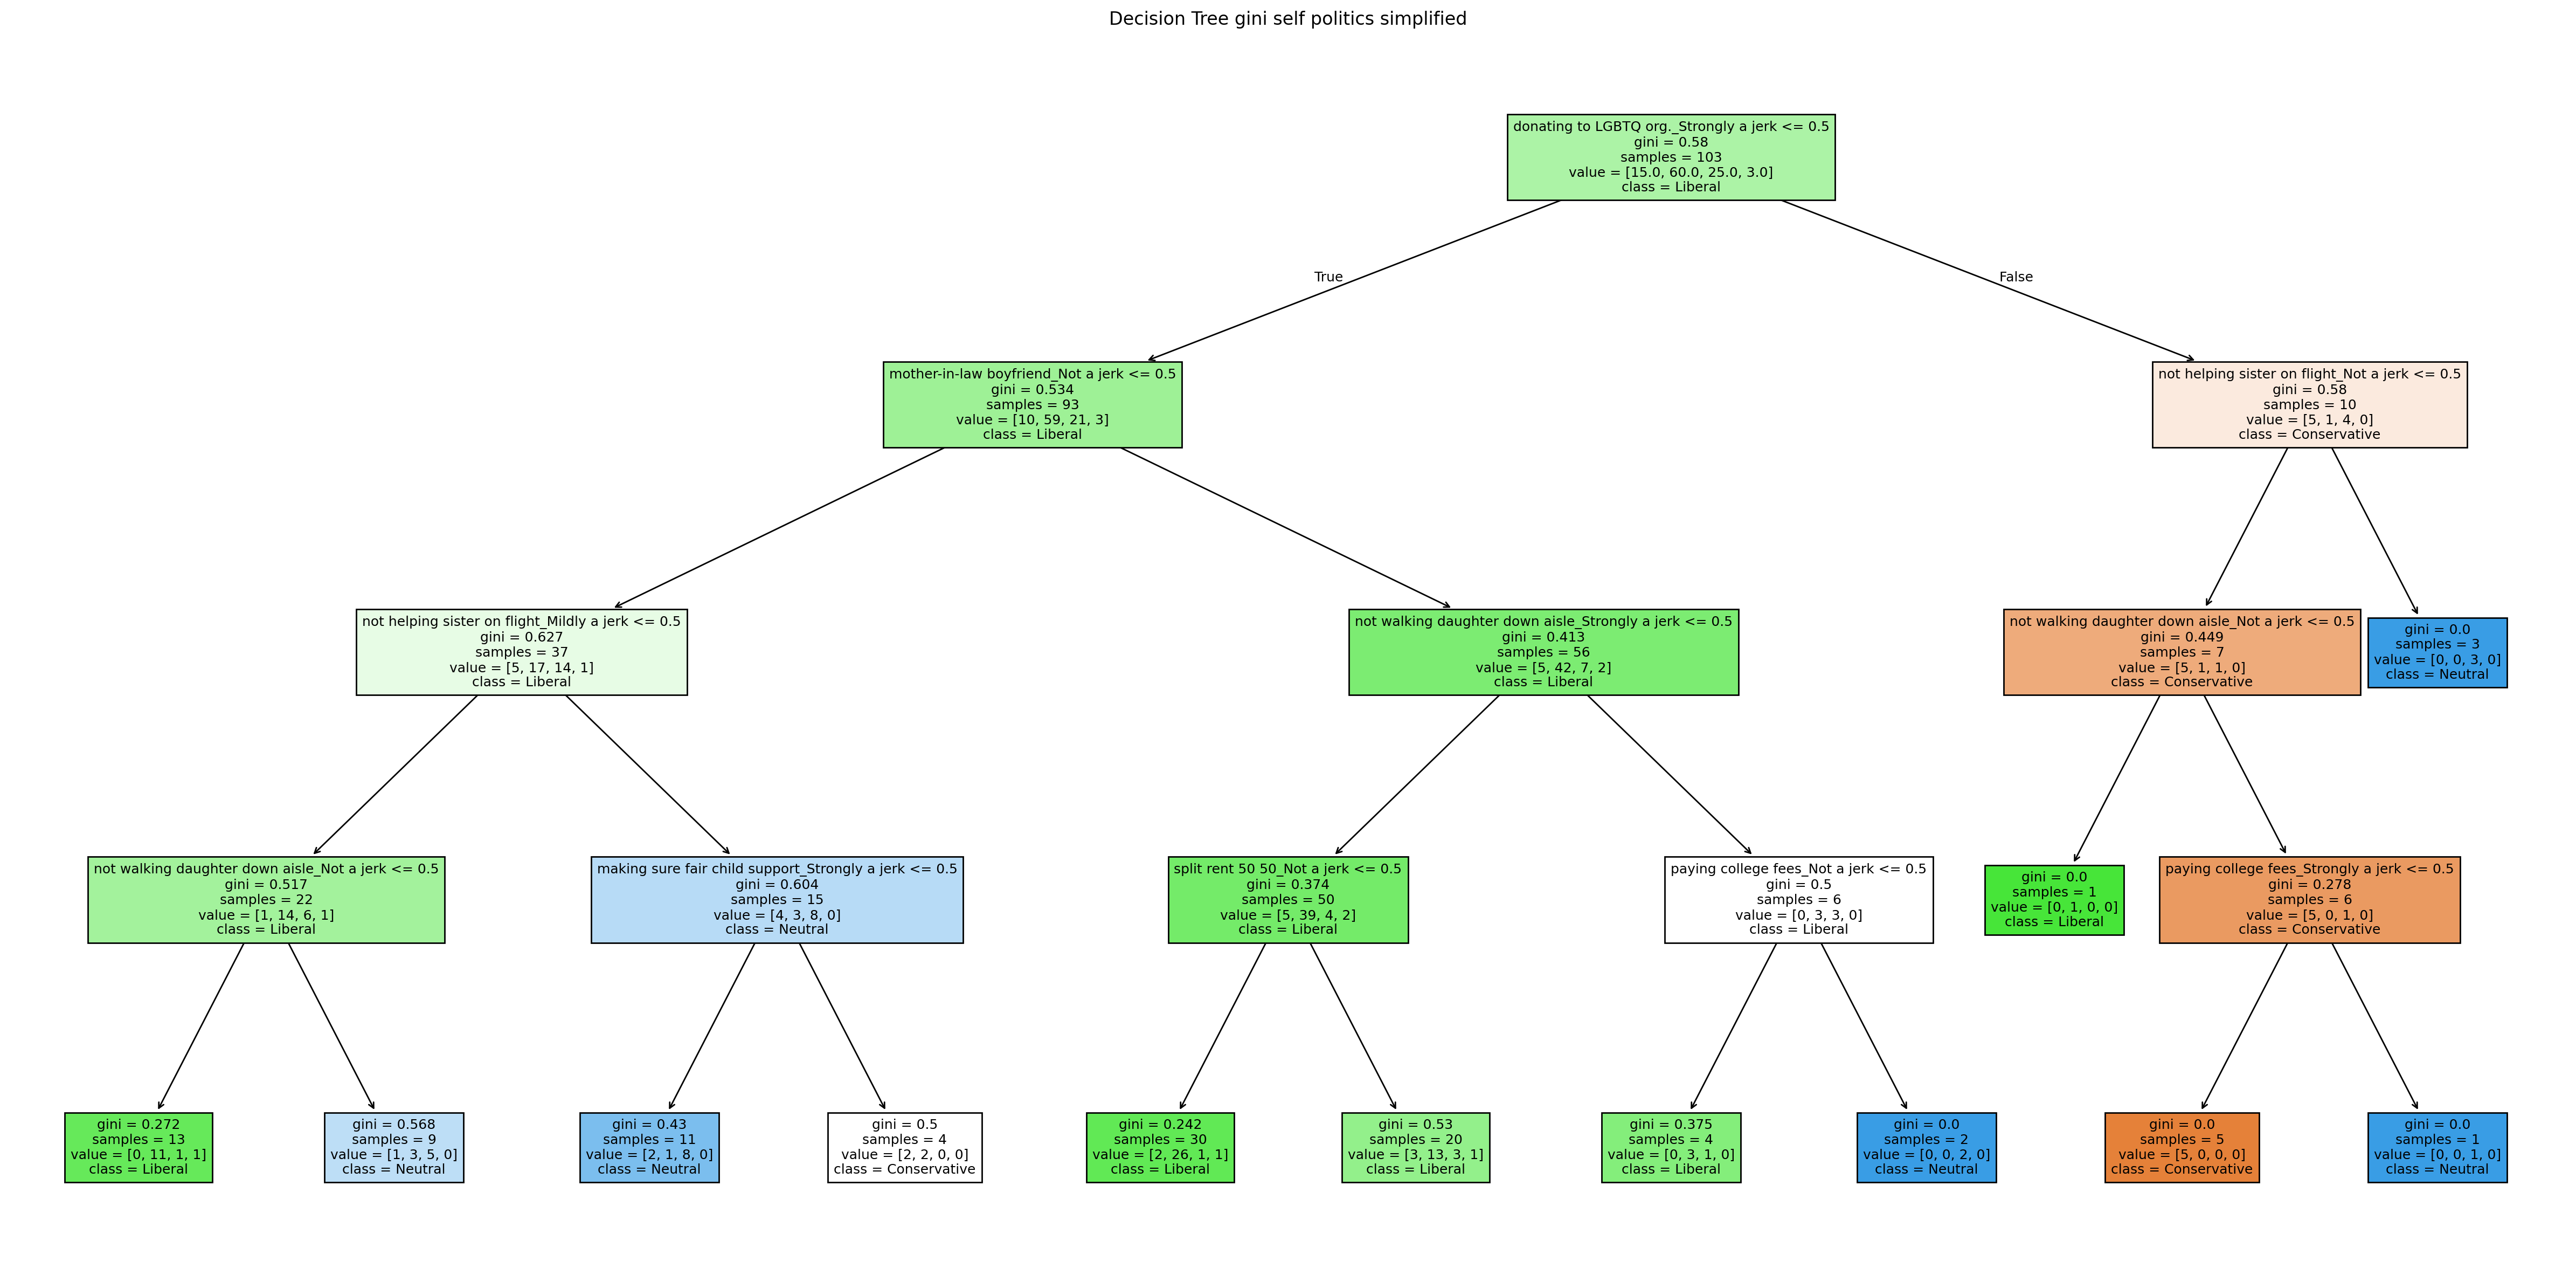 Decision Tree gini self politics simplified
donating to LGBTQ org._Strongly a jerk <= 0.5
gini = 0.58
samples = 103
value = [15.0, 60.0, 25.0, 3.0]
class = Liberal
True
False
mother-in-law boyfriend_Not a jerk <= 0.5
gini = 0.534
samples = 93
value = [10, 59, 21, 3]
class = Liberal
not helping sister on flight_Not a jerk <= 0.5
gini = 0.58
samples = 10
value = [5, 1, 4, 0]
class = Conservative
not helping sister on flight_Mildly a jerk <= 0.5
gini = 0.627
samples = 37
value = [5, 17, 14, 1]
class = Liberal
not walking daughter down aisle_Strongly a jerk <= 0.5
gini = 0.413
samples = 56
value = [5, 42, 7, 2]
class = Liberal
not walking daughter down aisle_Not a jerk <= 0.5
gini = 0.449
samples = 7
value = [5, 1, 1, 0]
class = Conservative
gini = 0.0
samples = 3
value = [0, 0, 3, 0]
class = Neutral
not walking daughter down aisle_Not a jerk <= 0.5
gini = 0.517
samples = 22
value = [1, 14, 6, 1]
class = Liberal
making sure fair child support_Strongly a jerk <= 0.5
gini = 0.604
samples = 15
value = [4, 3, 8, 0]
class = Neutral
split rent 50 50_Not a jerk <= 0.5
gini = 0.374
samples = 50
value = [5, 39, 4, 2]
class = Liberal
paying college fees_Not a jerk <= 0.5
gini = 0.5
samples = 6
value = [0, 3, 3, 0]
class = Liberal
gini = 0.0
samples = 1
value = [0, 1, 0, 0]
class = Liberal
paying college fees_Strongly a jerk <= 0.5
gini = 0.278
samples = 6
value = [5, 0, 1, 0]
class = Conservative
gini = 0.272
samples = 13
value = [0, 11, 1, 1]
class = Liberal
gini = 0.568
samples = 9
value = [1, 3, 5, 0]
class = Neutral
gini = 0.43
samples = 11
value = [2, 1, 8, 0]
class = Neutral
gini = 0.5
samples = 4
value = [2, 2, 0, 0]
class = Conservative
gini = 0.242
samples = 30
value = [2, 26, 1, 1]
class = Liberal
gini = 0.53
samples = 20
value = [3, 13, 3, 1]
class = Liberal
gini = 0.375
samples = 4
value = [0, 3, 1, 0]
class = Liberal
gini = 0.0
samples = 2
value = [0, 0, 2, 0]
class = Neutral
gini = 0.0
samples = 5
value = [5, 0, 0, 0]
class = Conservative
gini = 0.0
samples = 1
value = [0, 0, 1, 0]
class = Neutral